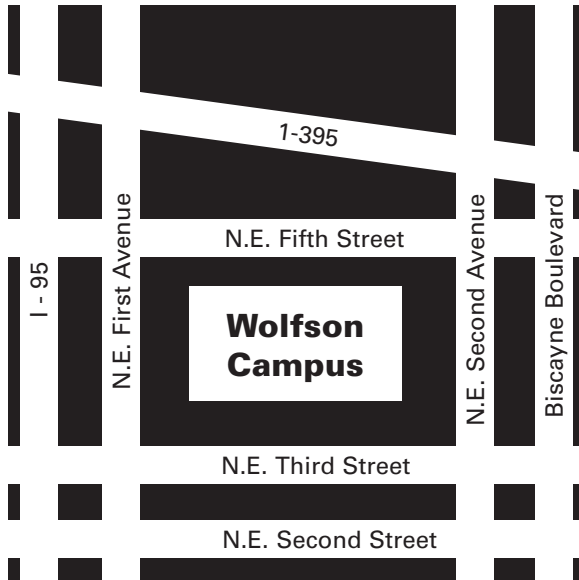 1-395
N.E. Fifth Street
I - 95
N.E. First Avenue
Wolfson
Campus
N.E. Second Avenue
Biscayne Boulevard
N.E. Third Street
N.E. Second Street